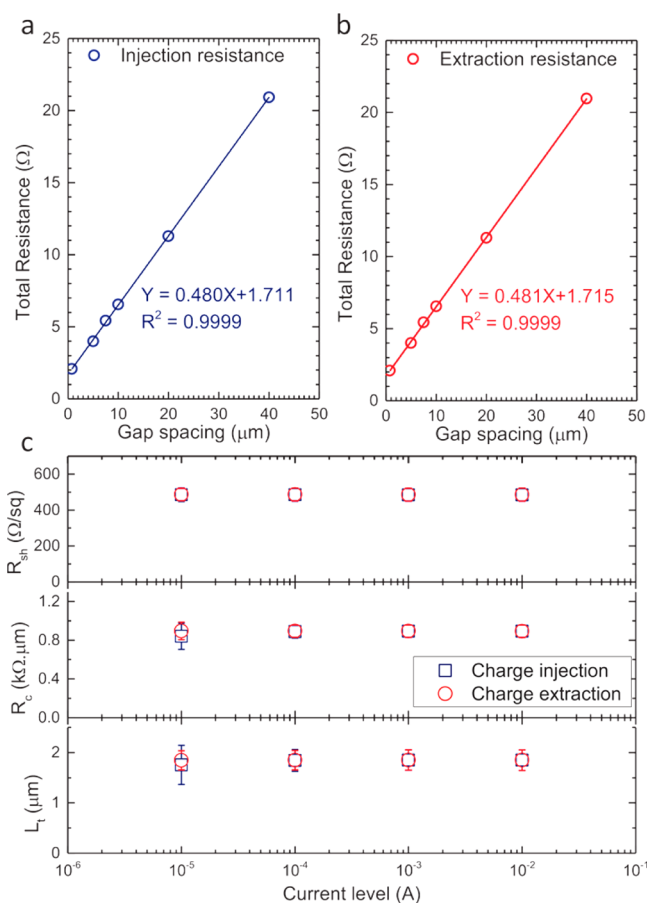 a
b
25
20
15
10
5
0
Total Resistance (Ω)
Injection resistance
Y = 0.480X+1.711
R² = 0.9999
0 10 20 30 40 50
Gap spacing (μm)
25
20
15
10
5
0
Total Resistance (Ω)
Extraction resistance
Y = 0.481X+1.715
R² = 0.9999
0 10 20 30 40 50
Gap spacing (μm)
c
600
400
200
0
R_sh (Ω/sq)
1.2
0.8
0.4
0.0
R_c (kΩ.μm)
Charge injection
Charge extraction
2
1
0
L_t (μm)
10⁻⁶ 10⁻⁵ 10⁻⁴ 10⁻³ 10⁻² 10⁻¹
Current level (A)